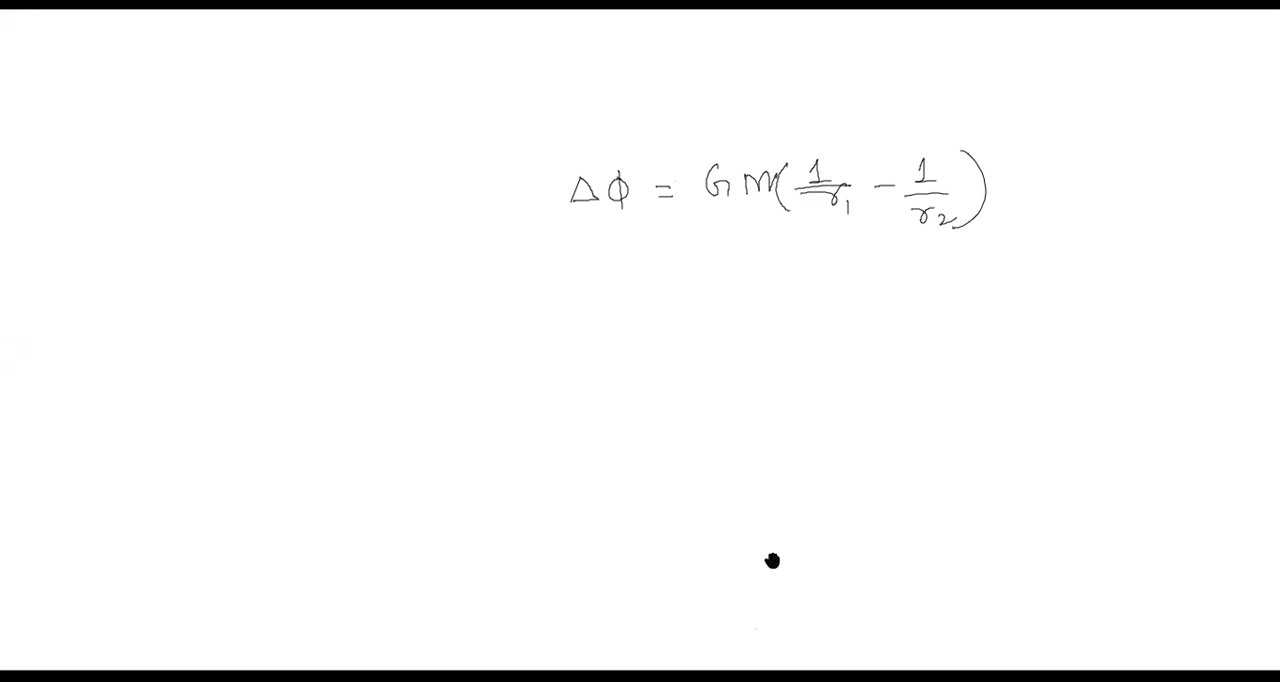 Δφ = GM(1/r₁ - 1/r₂)